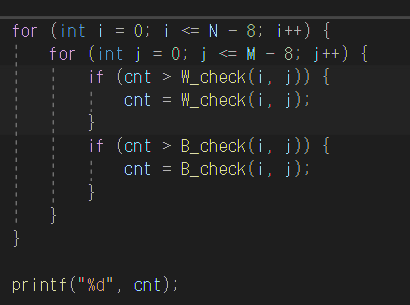 for (int i = 0; i <= N - 8; i++) {
    for (int j = 0; j <= M - 8; j++) {
        if (cnt > W_check(i, j)) {
            cnt = W_check(i, j);
        }
        if (cnt > B_check(i, j)) {
            cnt = B_check(i, j);
        }
    }
}
printf("%d", cnt);